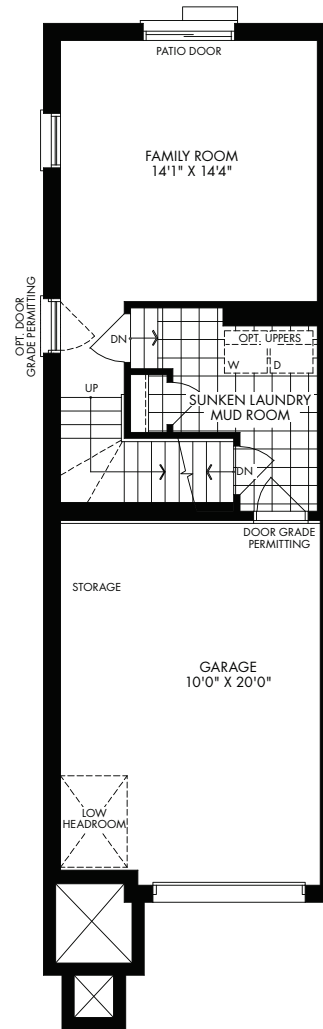 PATIO DOOR
FAMILY ROOM
14'1" X 14'4"
OPT. DOOR
GRADE PERMITTING
DN
OPT. UPPERS
W D
UP
SUNKEN LAUNDRY
MUD ROOM
DN
DOOR GRADE
PERMITTING
STORAGE
GARAGE
10'0" X 20'0"
LOW
HEADROOM